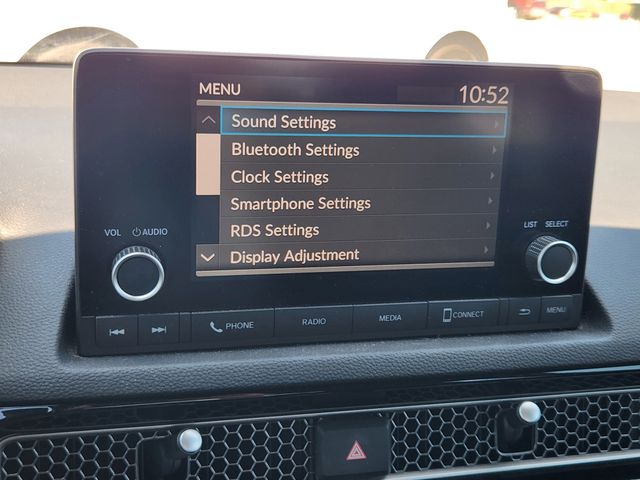 MENU 10:52
Sound Settings
Bluetooth Settings
Clock Settings
Smartphone Settings
RDS Settings
Display Adjustment
VOL AUDIO
LIST SELECT
PHONE RADIO MEDIA CONNECT MENU